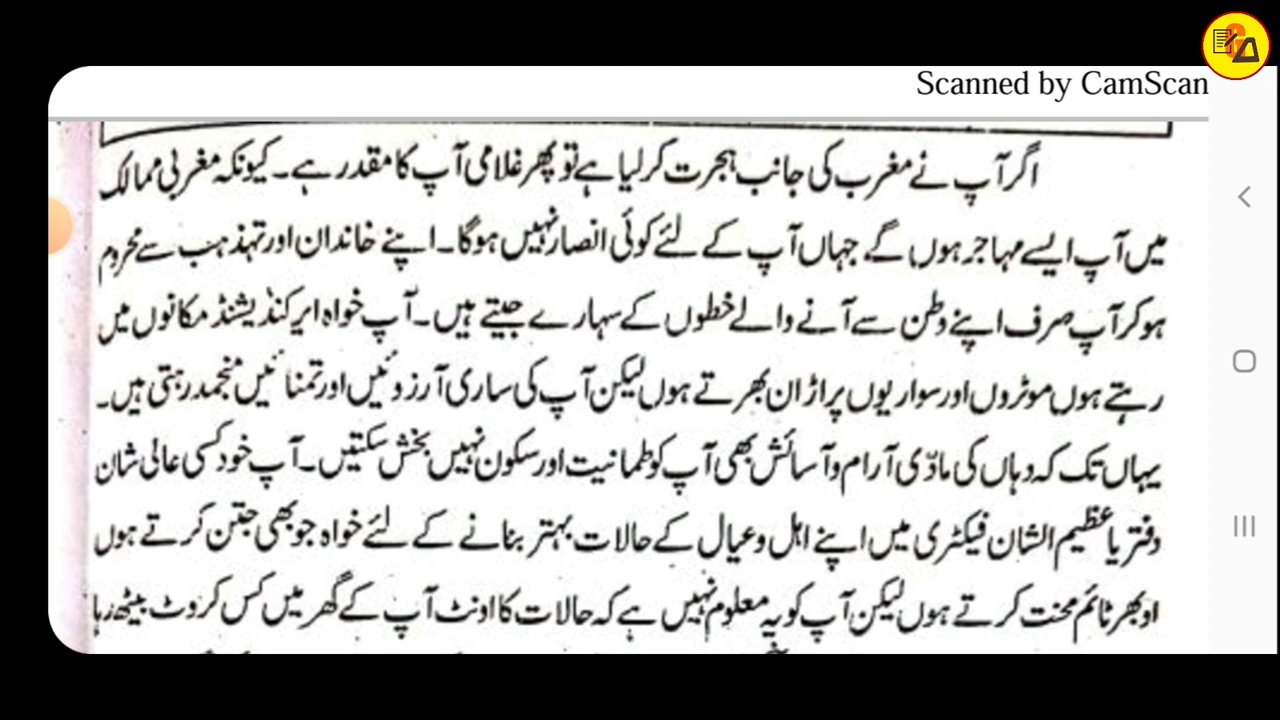 Scanned by CamScan
اگر آپ نے مغرب کی جانب ہجرت کر لیا ہے تو پھر غلامی آپ کا مقدر ہے۔ کیونکہ مغربی ممالک
میں آپ ایسے مہاجر ہوں گے جہاں آپ کے لئے کوئی انصار نہیں ہوگا۔ اپنے خاندان اور تہذہب سے محروم
ہو کر آپ صرف اپنے وطن سے آنے والے خطوں کے سہارے جیتے ہیں۔ آپ خواہ ایرکنڈیشنڈ مکانوں میں
رہتے ہوں موٹروں اور سواریوں پر اڑان بھرتے ہوں لیکن آپ کی ساری آرزوئیں اور تمنائیں منجمد رہتی ہیں۔
یہاں تک کہ وہاں کی مادّی آرام و آسائش بھی آپ کو طمانیت اور سکون نہیں بخش سکتیں۔ آپ خود کسی عالی شان
دفتر یا عظیم الشان فیکٹری میں اپنے اہل و عیال کے حالات بہتر بنانے کے لئے خواہ جو بھی جتن کرتے ہوں
اوبھر ٹائم محنت کرتے ہوں لیکن آپ کو یہ معلوم نہیں ہے کہ حالات کا اونٹ آپ کے گھر میں کس کروٹ بیٹھ رہا